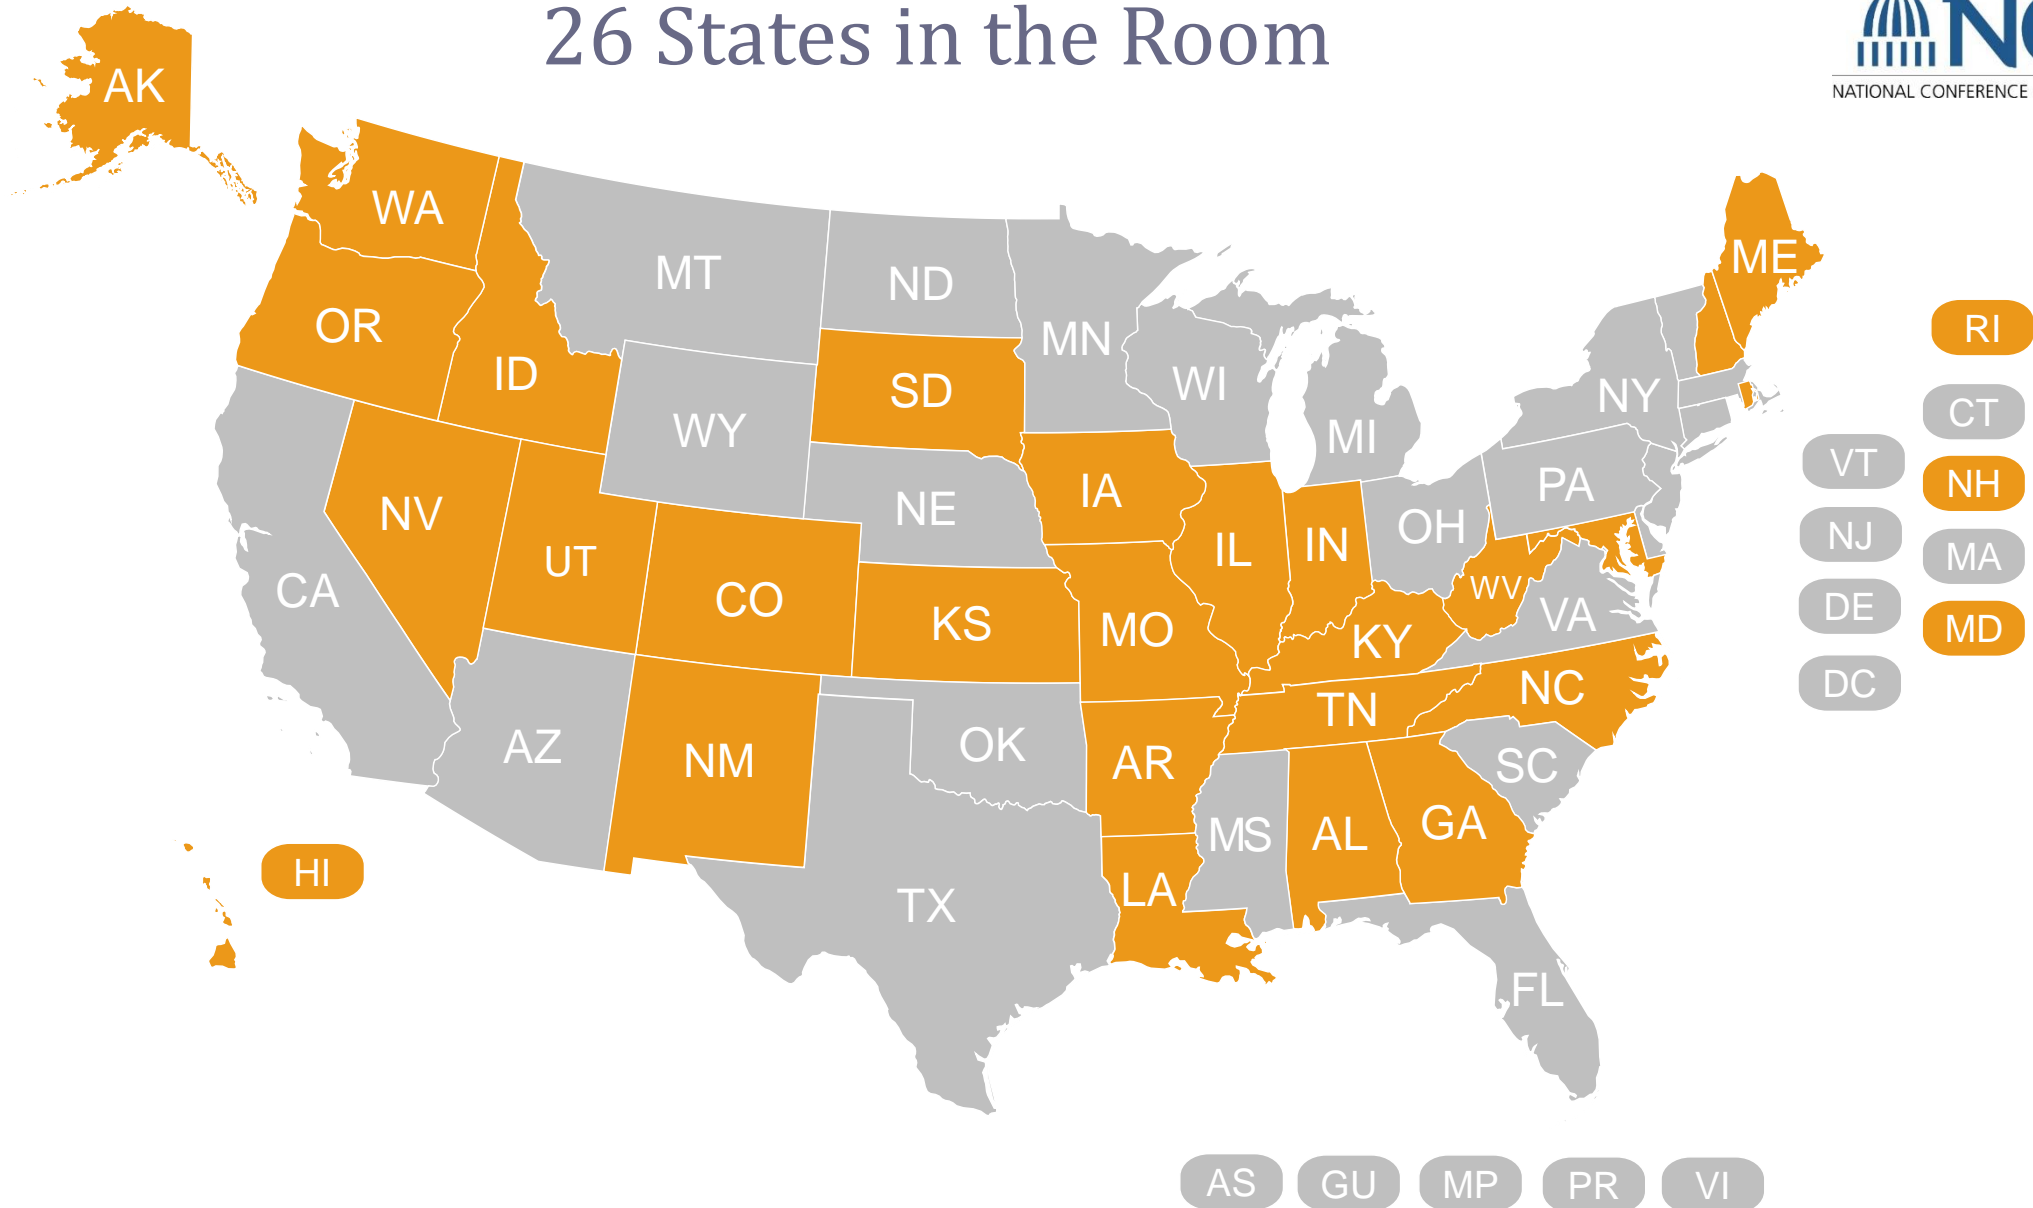 26 States in the Room
NATIONAL CONFERENCE
AK
WA
ME
MT
ND
OR
RI
MN
ID
WI
SD
NY
CT
WY
MI
VT
NH
PA
IA
NE
NV
OH
NJ
IL
IN
UT
MA
CA
WV
CO
DE
VA
KS
MO
MD
KY
NC
DC
TN
AZ
OK
NM
AR
SC
GA
MS
AL
HI
LA
TX
FL
AS
GU
MP
PR
VI